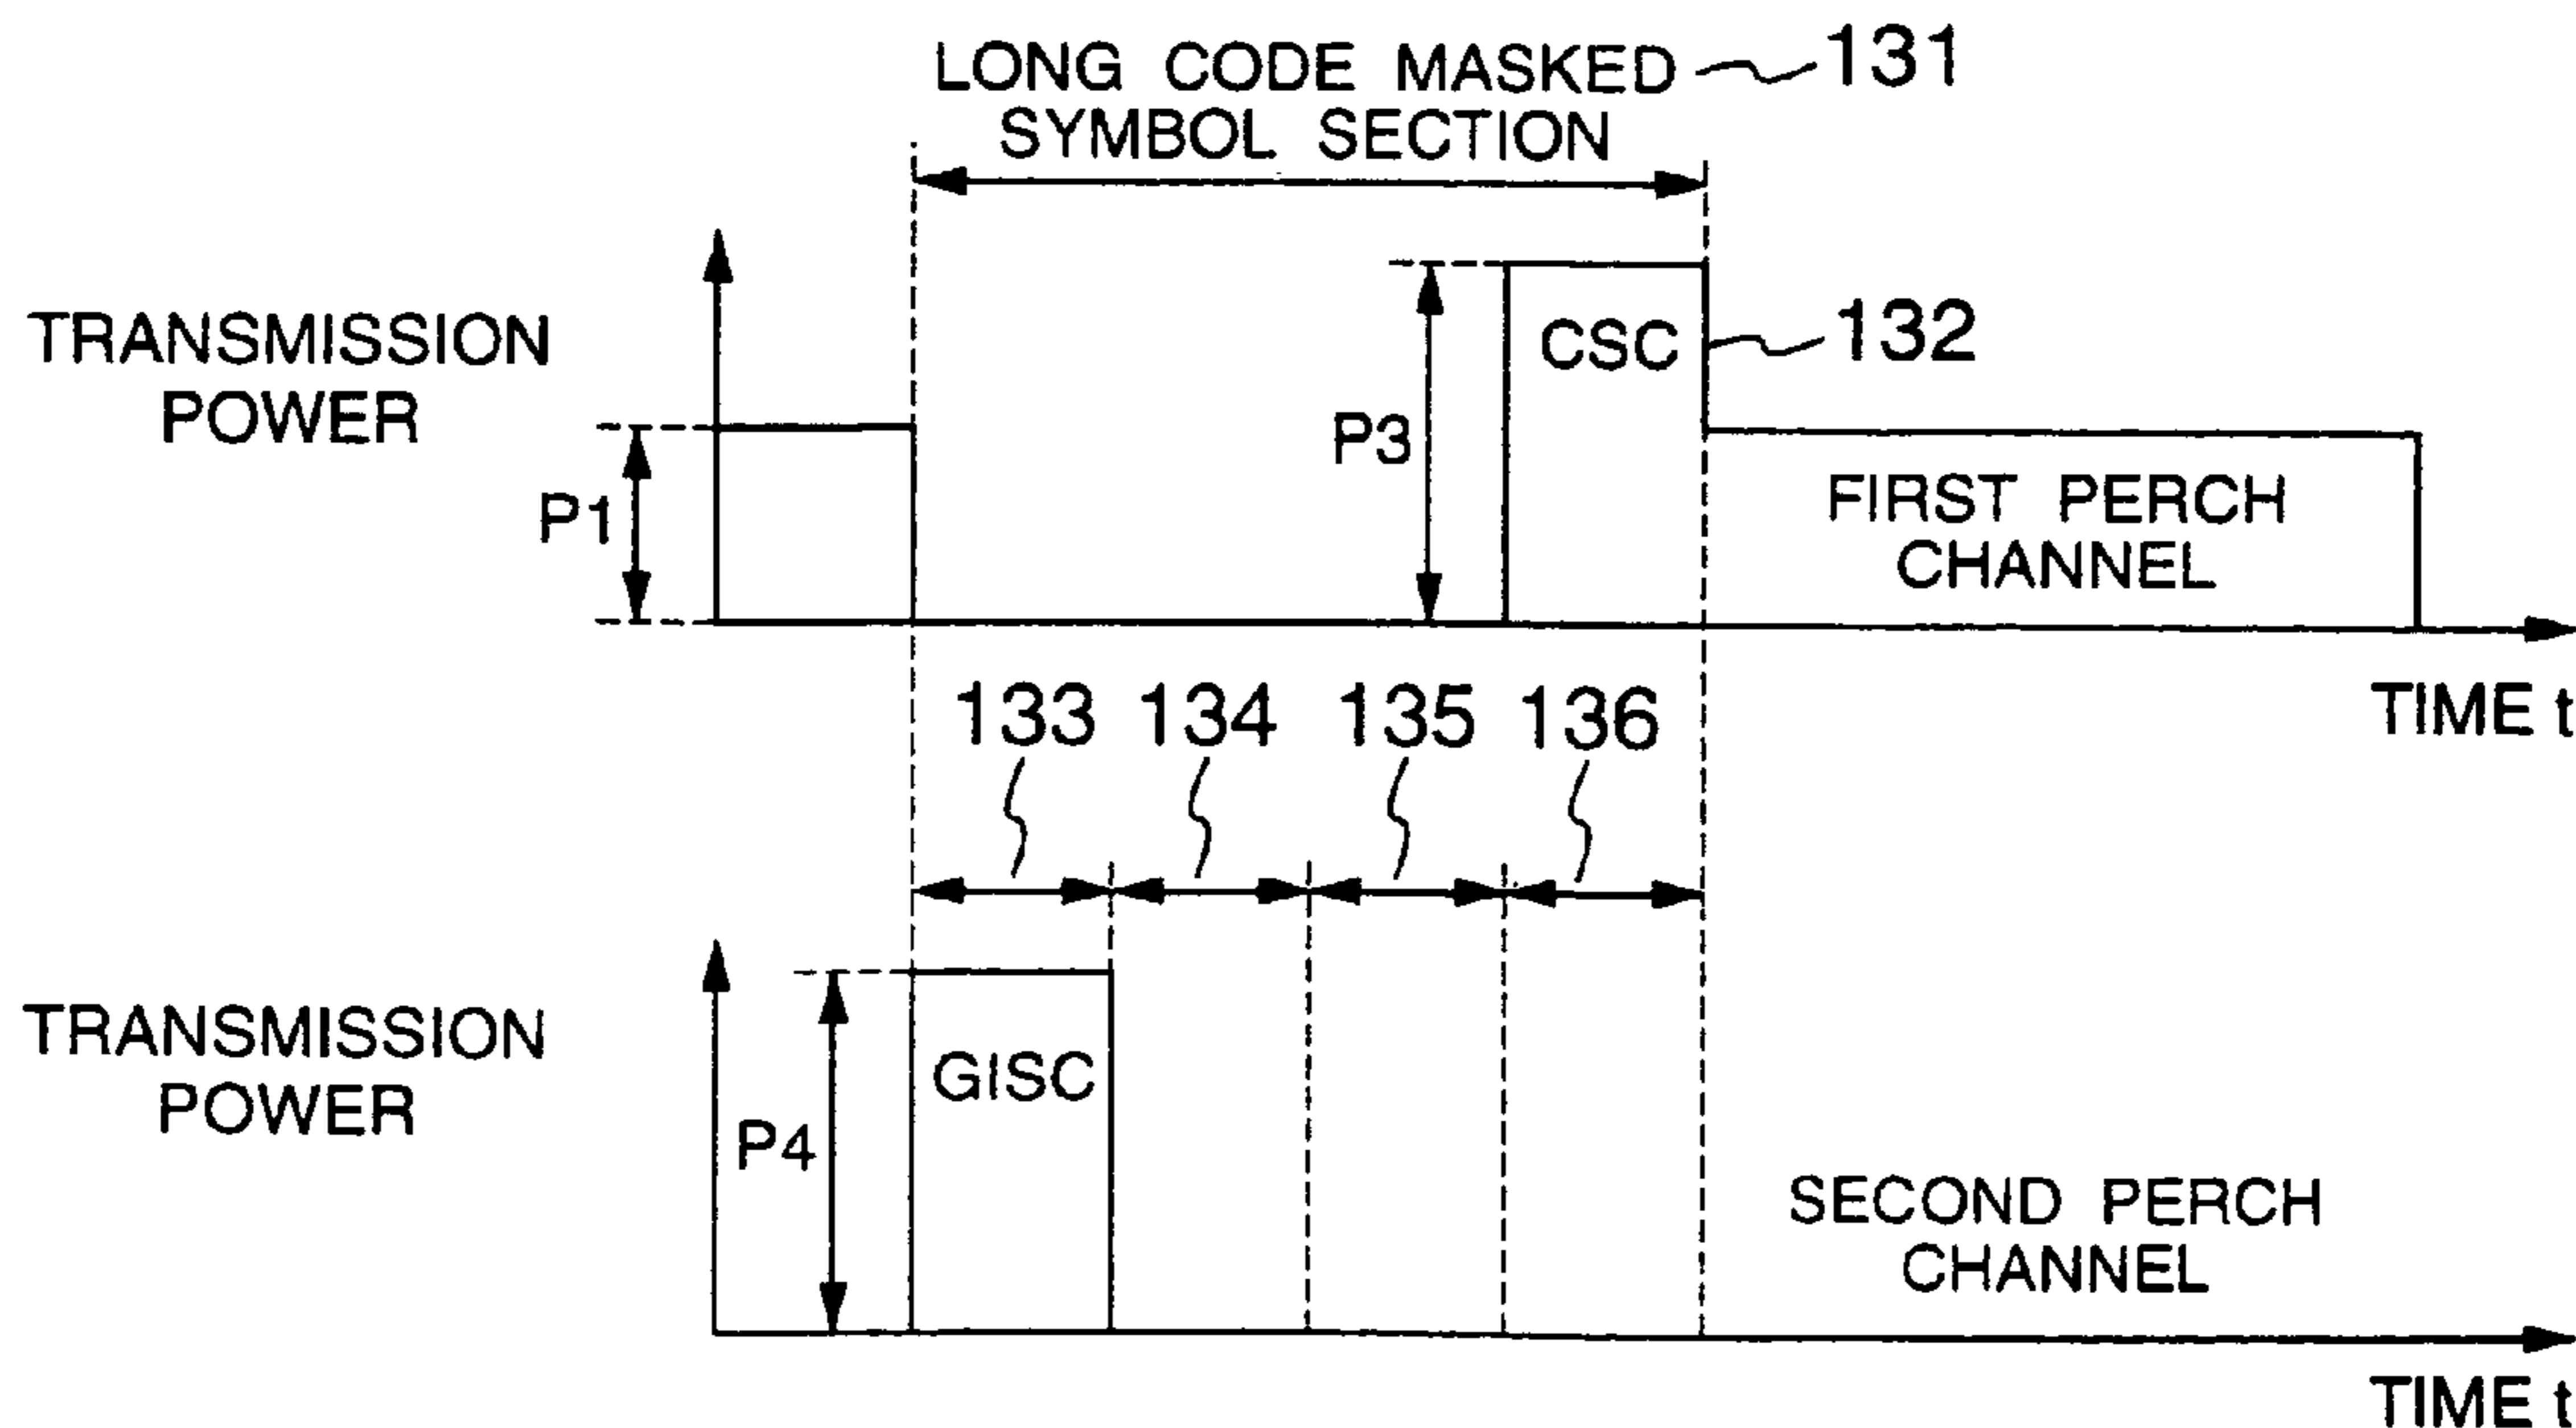 LONG CODE MASKED 131
SYMBOL SECTION
TRANSMISSION
POWER
P1
P3
CSC
132
FIRST PERCH
CHANNEL
TIME t
133 134 135 136
TRANSMISSION
POWER
P4
GISC
SECOND PERCH
CHANNEL
TIME t